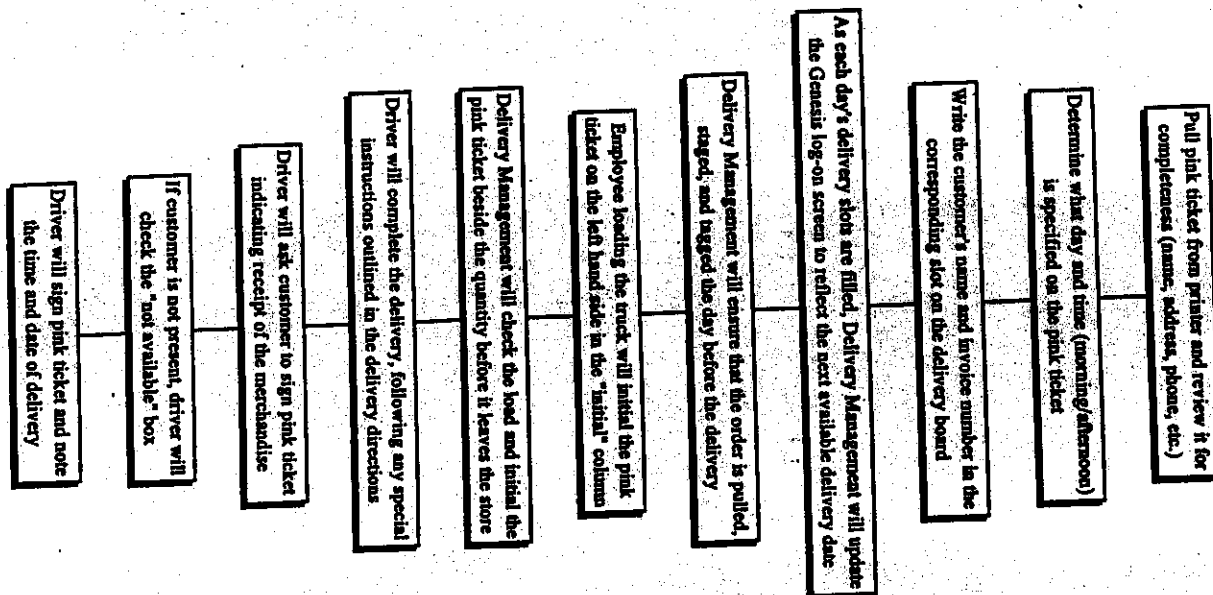 Pull pink ticket from printer and review it for
completeness (name, address, phone, etc.)
Determine what day and time (morning/afternoon)
is specified on the pink ticket
Write the customer's name and invoice number in the
corresponding slot on the delivery board
As each day's delivery slots are filled, Delivery Management will update
the Genesis log-on screen to reflect the next available delivery date
Delivery Management will ensure that the order is pulled,
staged, and tagged the day before the delivery
Employee loading the truck will initial the pink
ticket on the left hand side in the "initial" column
Delivery Management will check the load and initial the
pink ticket beside the quantity before it leaves the store
Driver will complete the delivery, following any special
instructions outlined in the delivery directions
Driver will ask customer to sign pink ticket
indicating receipt of the merchandise
If customer is not present, driver will
check the "not available" box
Driver will sign pink ticket and note
the time and date of delivery